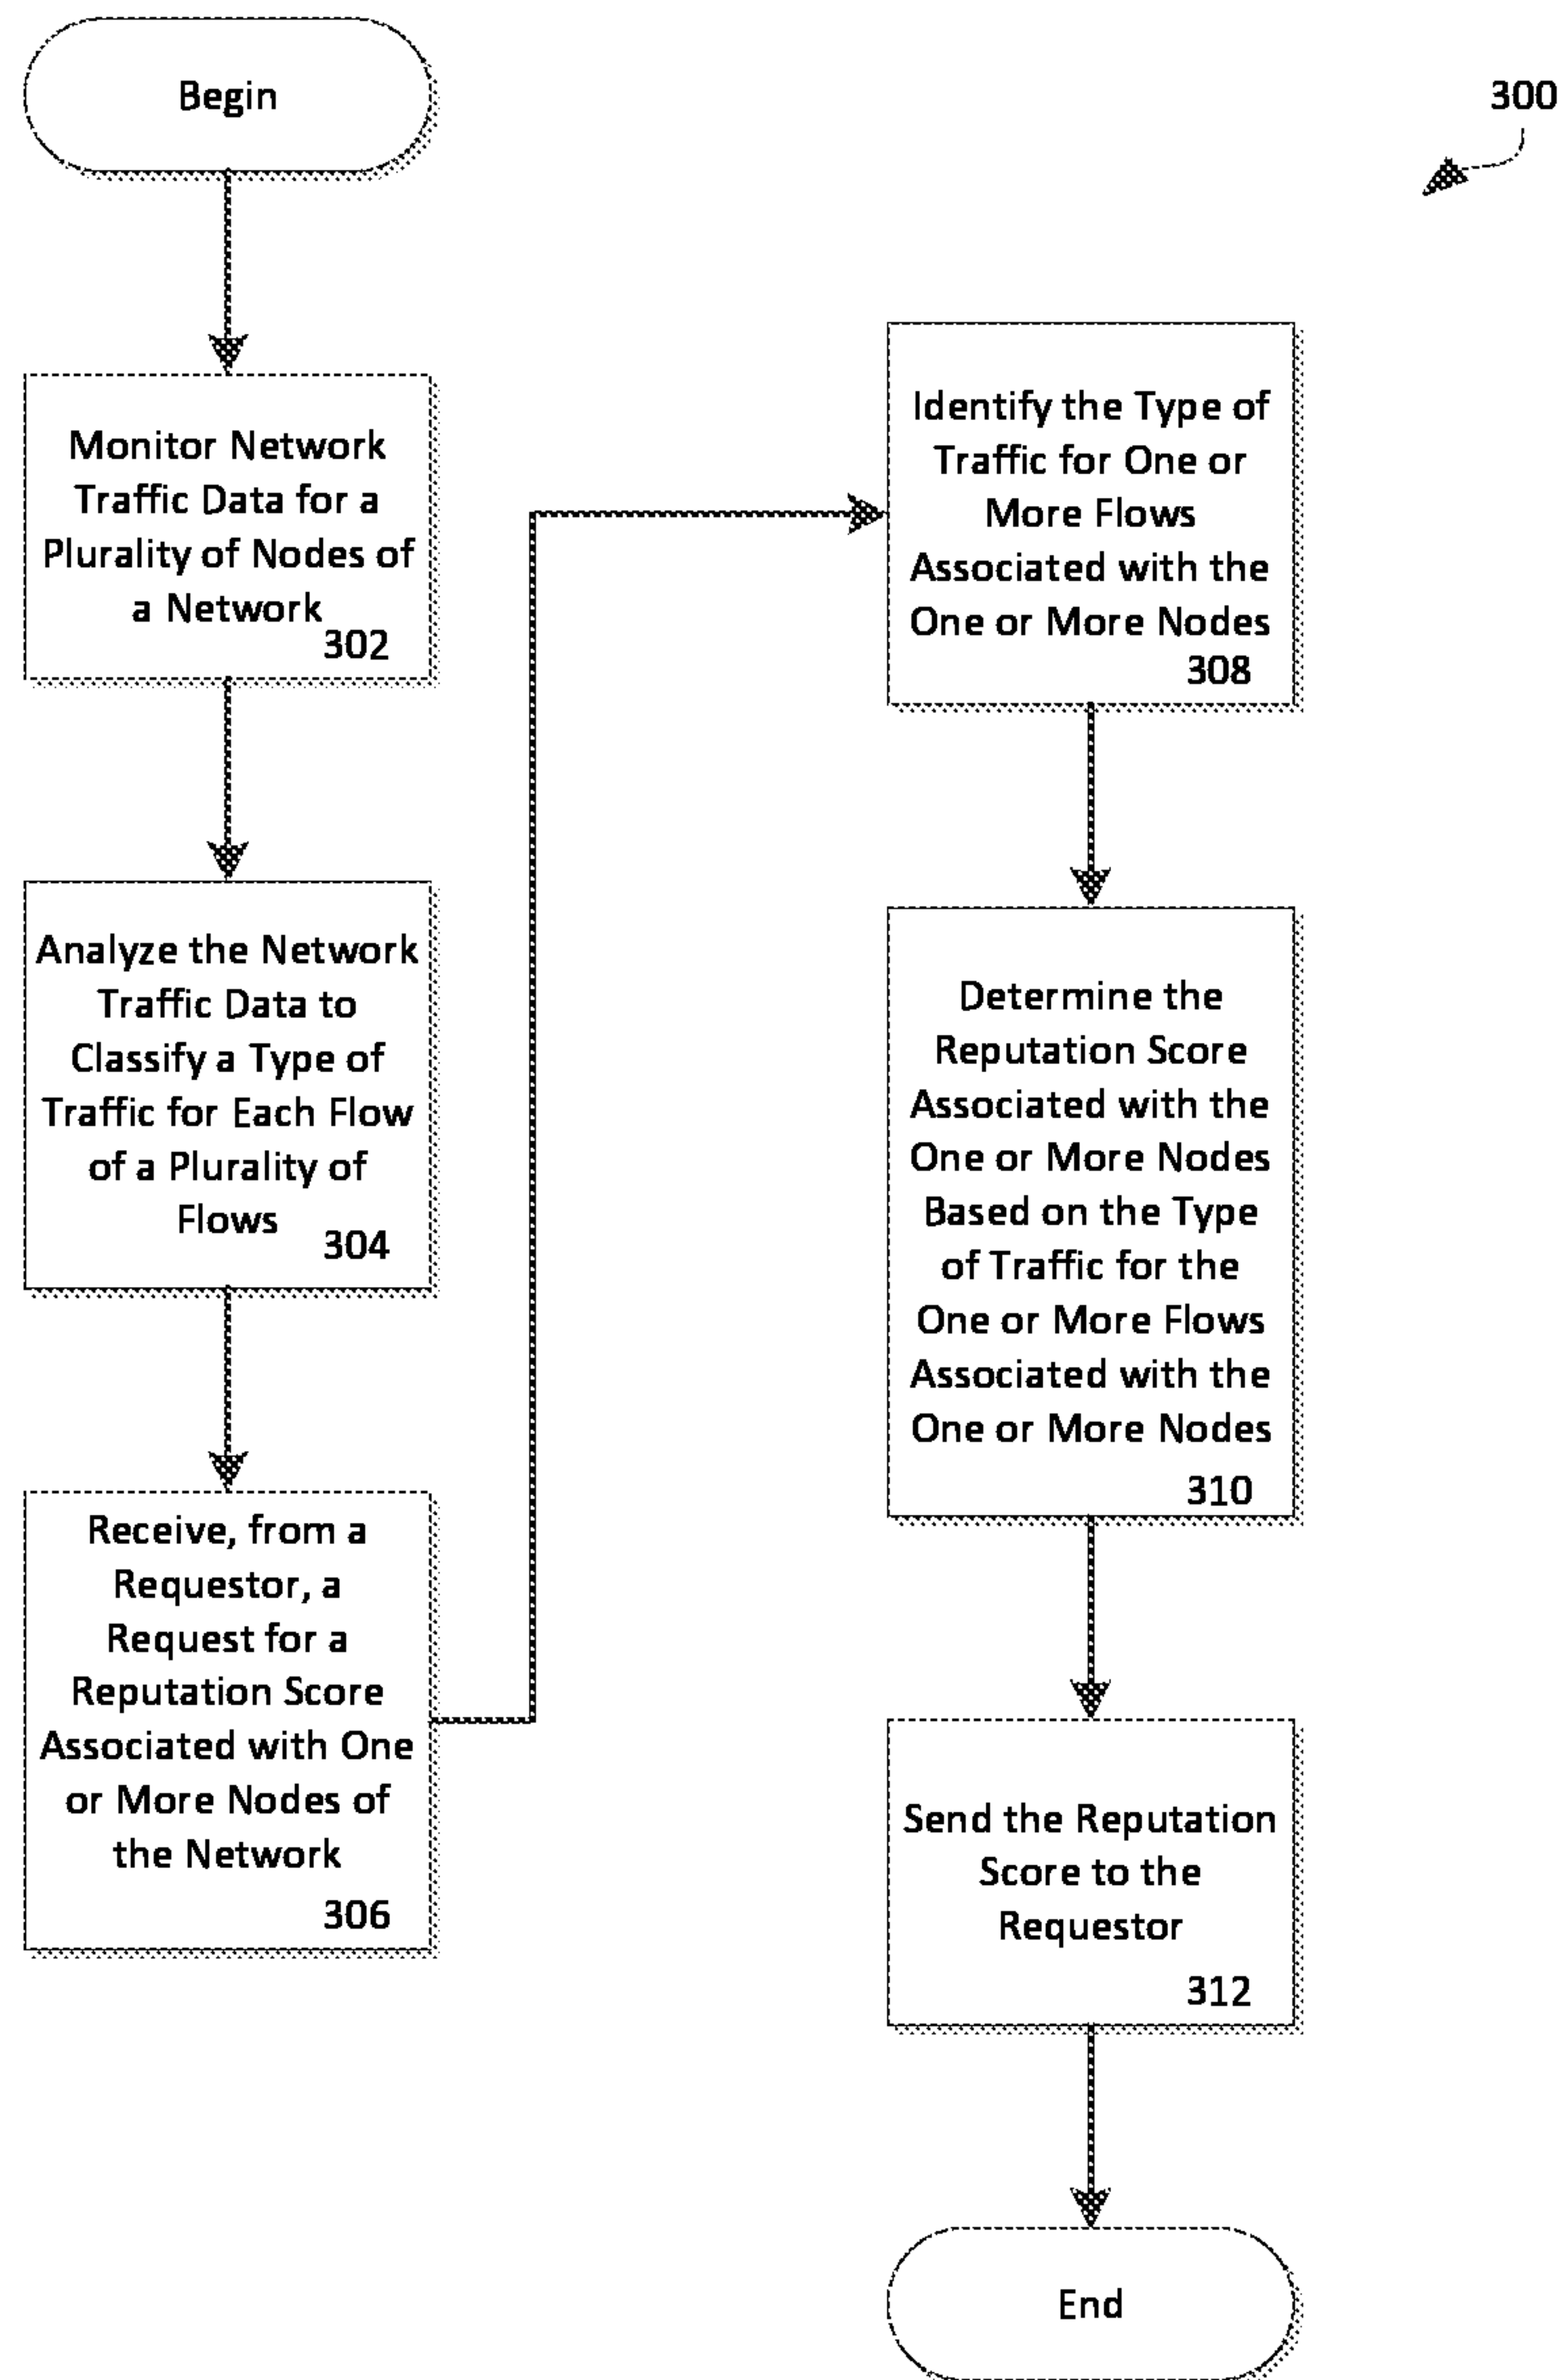 Begin
300
Monitor Network
Traffic Data for a
Plurality of Nodes of
a Network
302
Analyze the Network
Traffic Data to
Classify a Type of
Traffic for Each Flow
of a Plurality of
Flows
304
Receive, from a
Requestor, a
Request for a
Reputation Score
Associated with One
or More Nodes of
the Network
306
Identify the Type of
Traffic for One or
More Flows
Associated with the
One or More Nodes
308
Determine the
Reputation Score
Associated with the
One or More Nodes
Based on the Type
of Traffic for the
One or More Flows
Associated with the
One or More Nodes
310
Send the Reputation
Score to the
Requestor
312
End